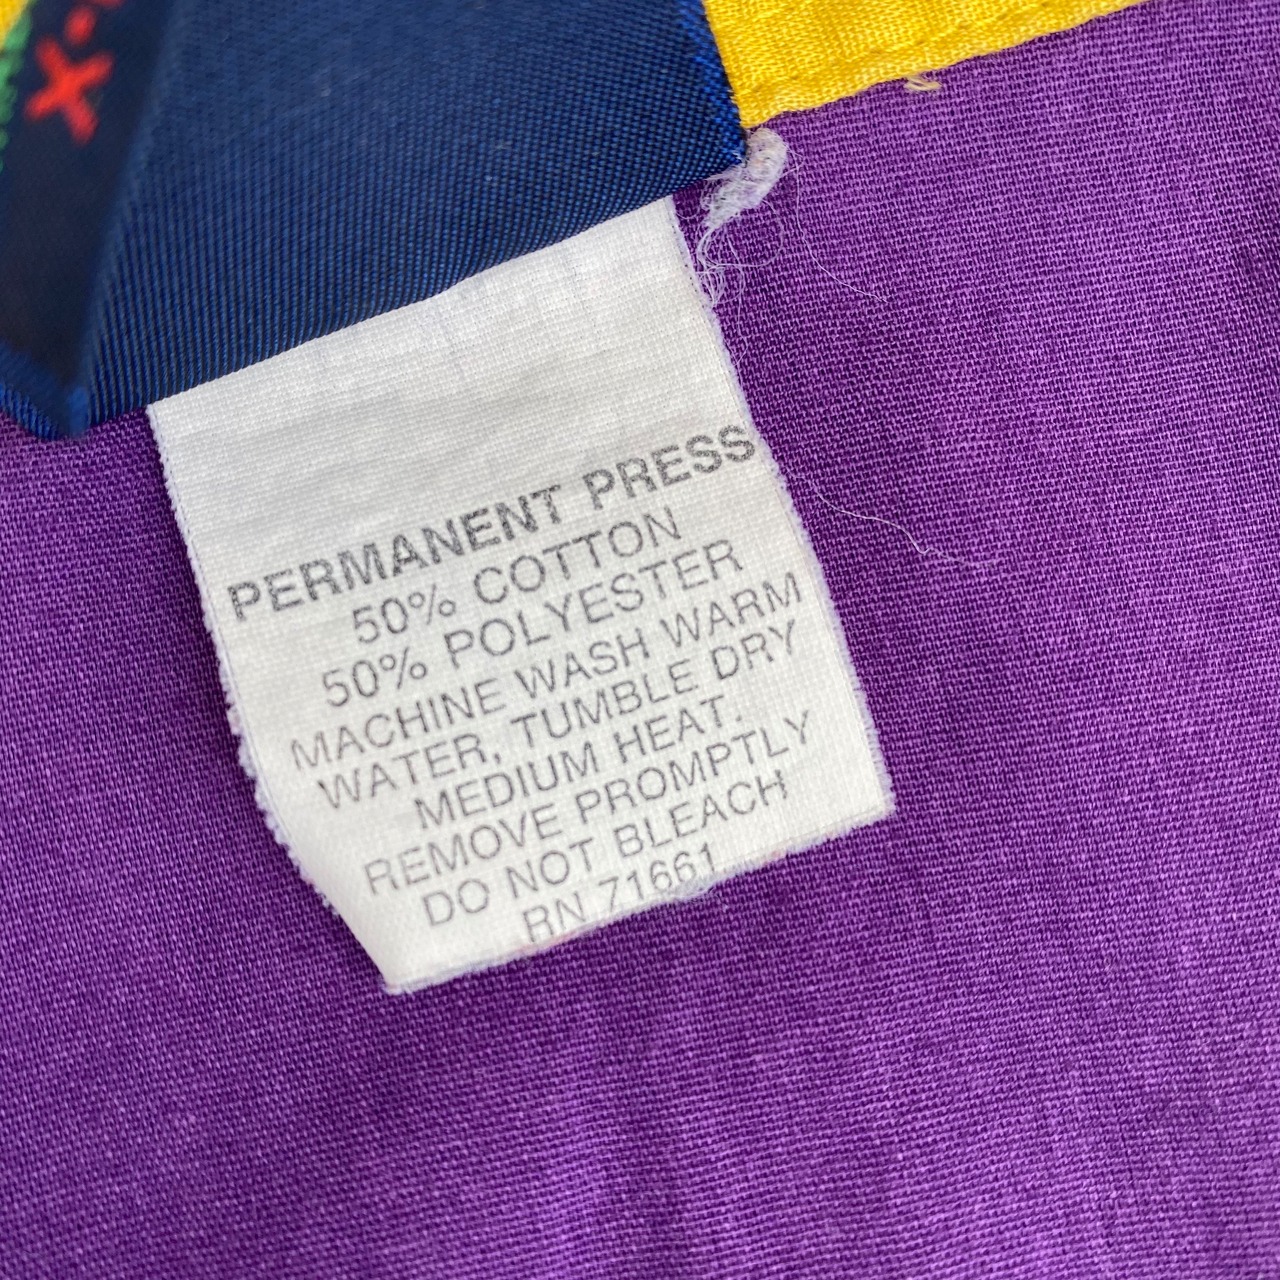 PERMANENT PRESS
50% COTTON
50% POLYESTER
MACHINE WASH WARM
WATER, TUMBLE DRY
MEDIUM HEAT.
REMOVE PROMPTLY
DO NOT BLEACH
RN 71661